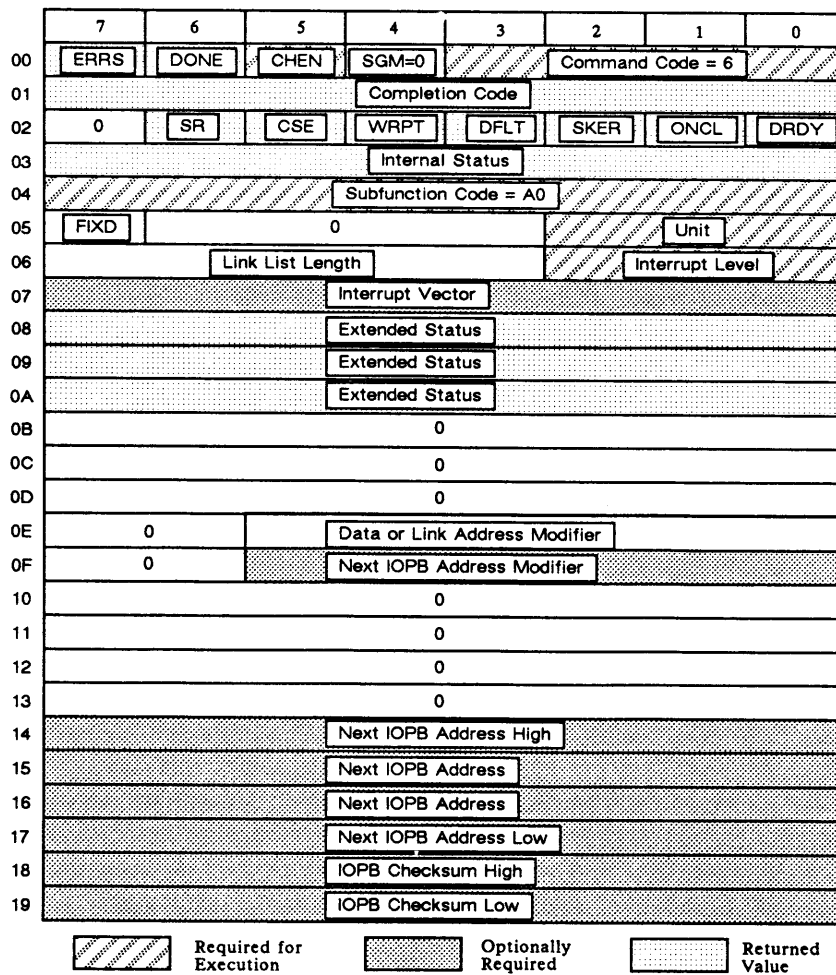 7 6 5 4 3 2 1 0
00 ERRS DONE CHEN SGM=0 Command Code = 6
01 Completion Code
02 0 SR CSE WRPT DFLT SKER ONCL DRDY
03 Internal Status
04 Subfunction Code = A0
05 FIXD 0 Unit
06 Link List Length Interrupt Level
07 Interrupt Vector
08 Extended Status
09 Extended Status
0A Extended Status
0B 0
0C 0
0D 0
0E 0 Data or Link Address Modifier
0F 0 Next IOPB Address Modifier
10 0
11 0
12 0
13 0
14 Next IOPB Address High
15 Next IOPB Address
16 Next IOPB Address
17 Next IOPB Address Low
18 IOPB Checksum High
19 IOPB Checksum Low
Required for Optionally Returned
Execution Required Value